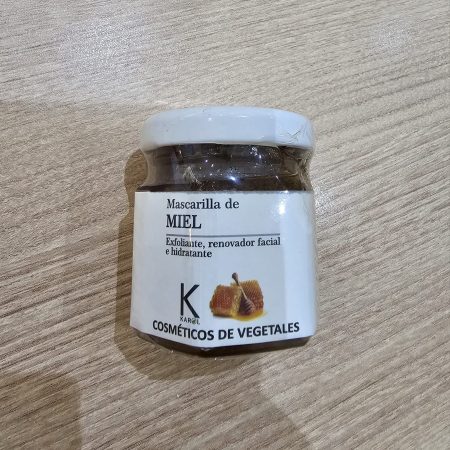 Mascarilla de
MIEL
Exfoliante, renovador facial
e hidratante
K
KAROL
COSMÉTICOS DE VEGETALES